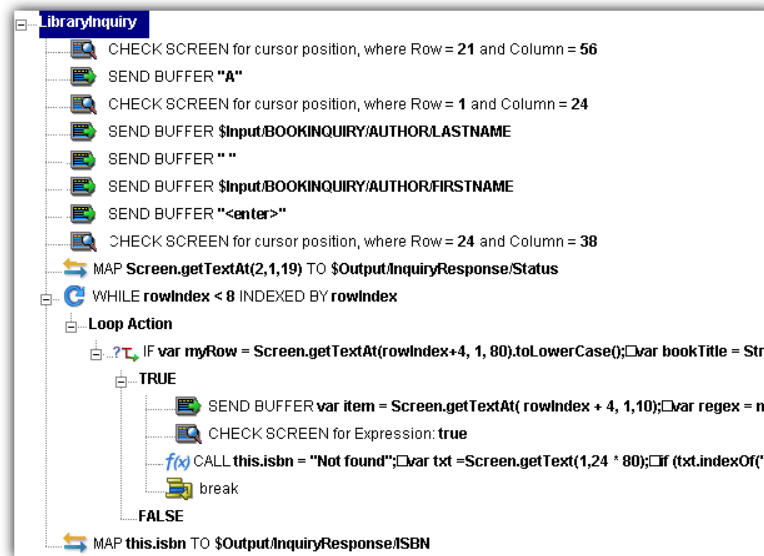 LibraryInquiry
CHECK SCREEN for cursor position, where Row = 21 and Column = 56
SEND BUFFER "A"
CHECK SCREEN for cursor position, where Row = 1 and Column = 24
SEND BUFFER $Input/BOOKINQUIRY/AUTHOR/LASTNAME
SEND BUFFER " "
SEND BUFFER $Input/BOOKINQUIRY/AUTHOR/FIRSTNAME
SEND BUFFER "<enter>"
CHECK SCREEN for cursor position, where Row = 24 and Column = 38
MAP Screen.getTextAt(2,1,19) TO $Output/InquiryResponse/Status
WHILE rowIndex < 8 INDEXED BY rowIndex
Loop Action
IF var myRow = Screen.getTextAt(rowIndex+4, 1, 80).toLowerCase();□var bookTitle = Str
TRUE
SEND BUFFER var item = Screen.getTextAt( rowIndex + 4, 1,10);□var regex = n
CHECK SCREEN for Expression: true
f(x) CALL this.isbn = "Not found";□var txt =Screen.getText(1,24 * 80);□if (txt.indexOf("
break
FALSE
MAP this.isbn TO $Output/InquiryResponse/ISBN